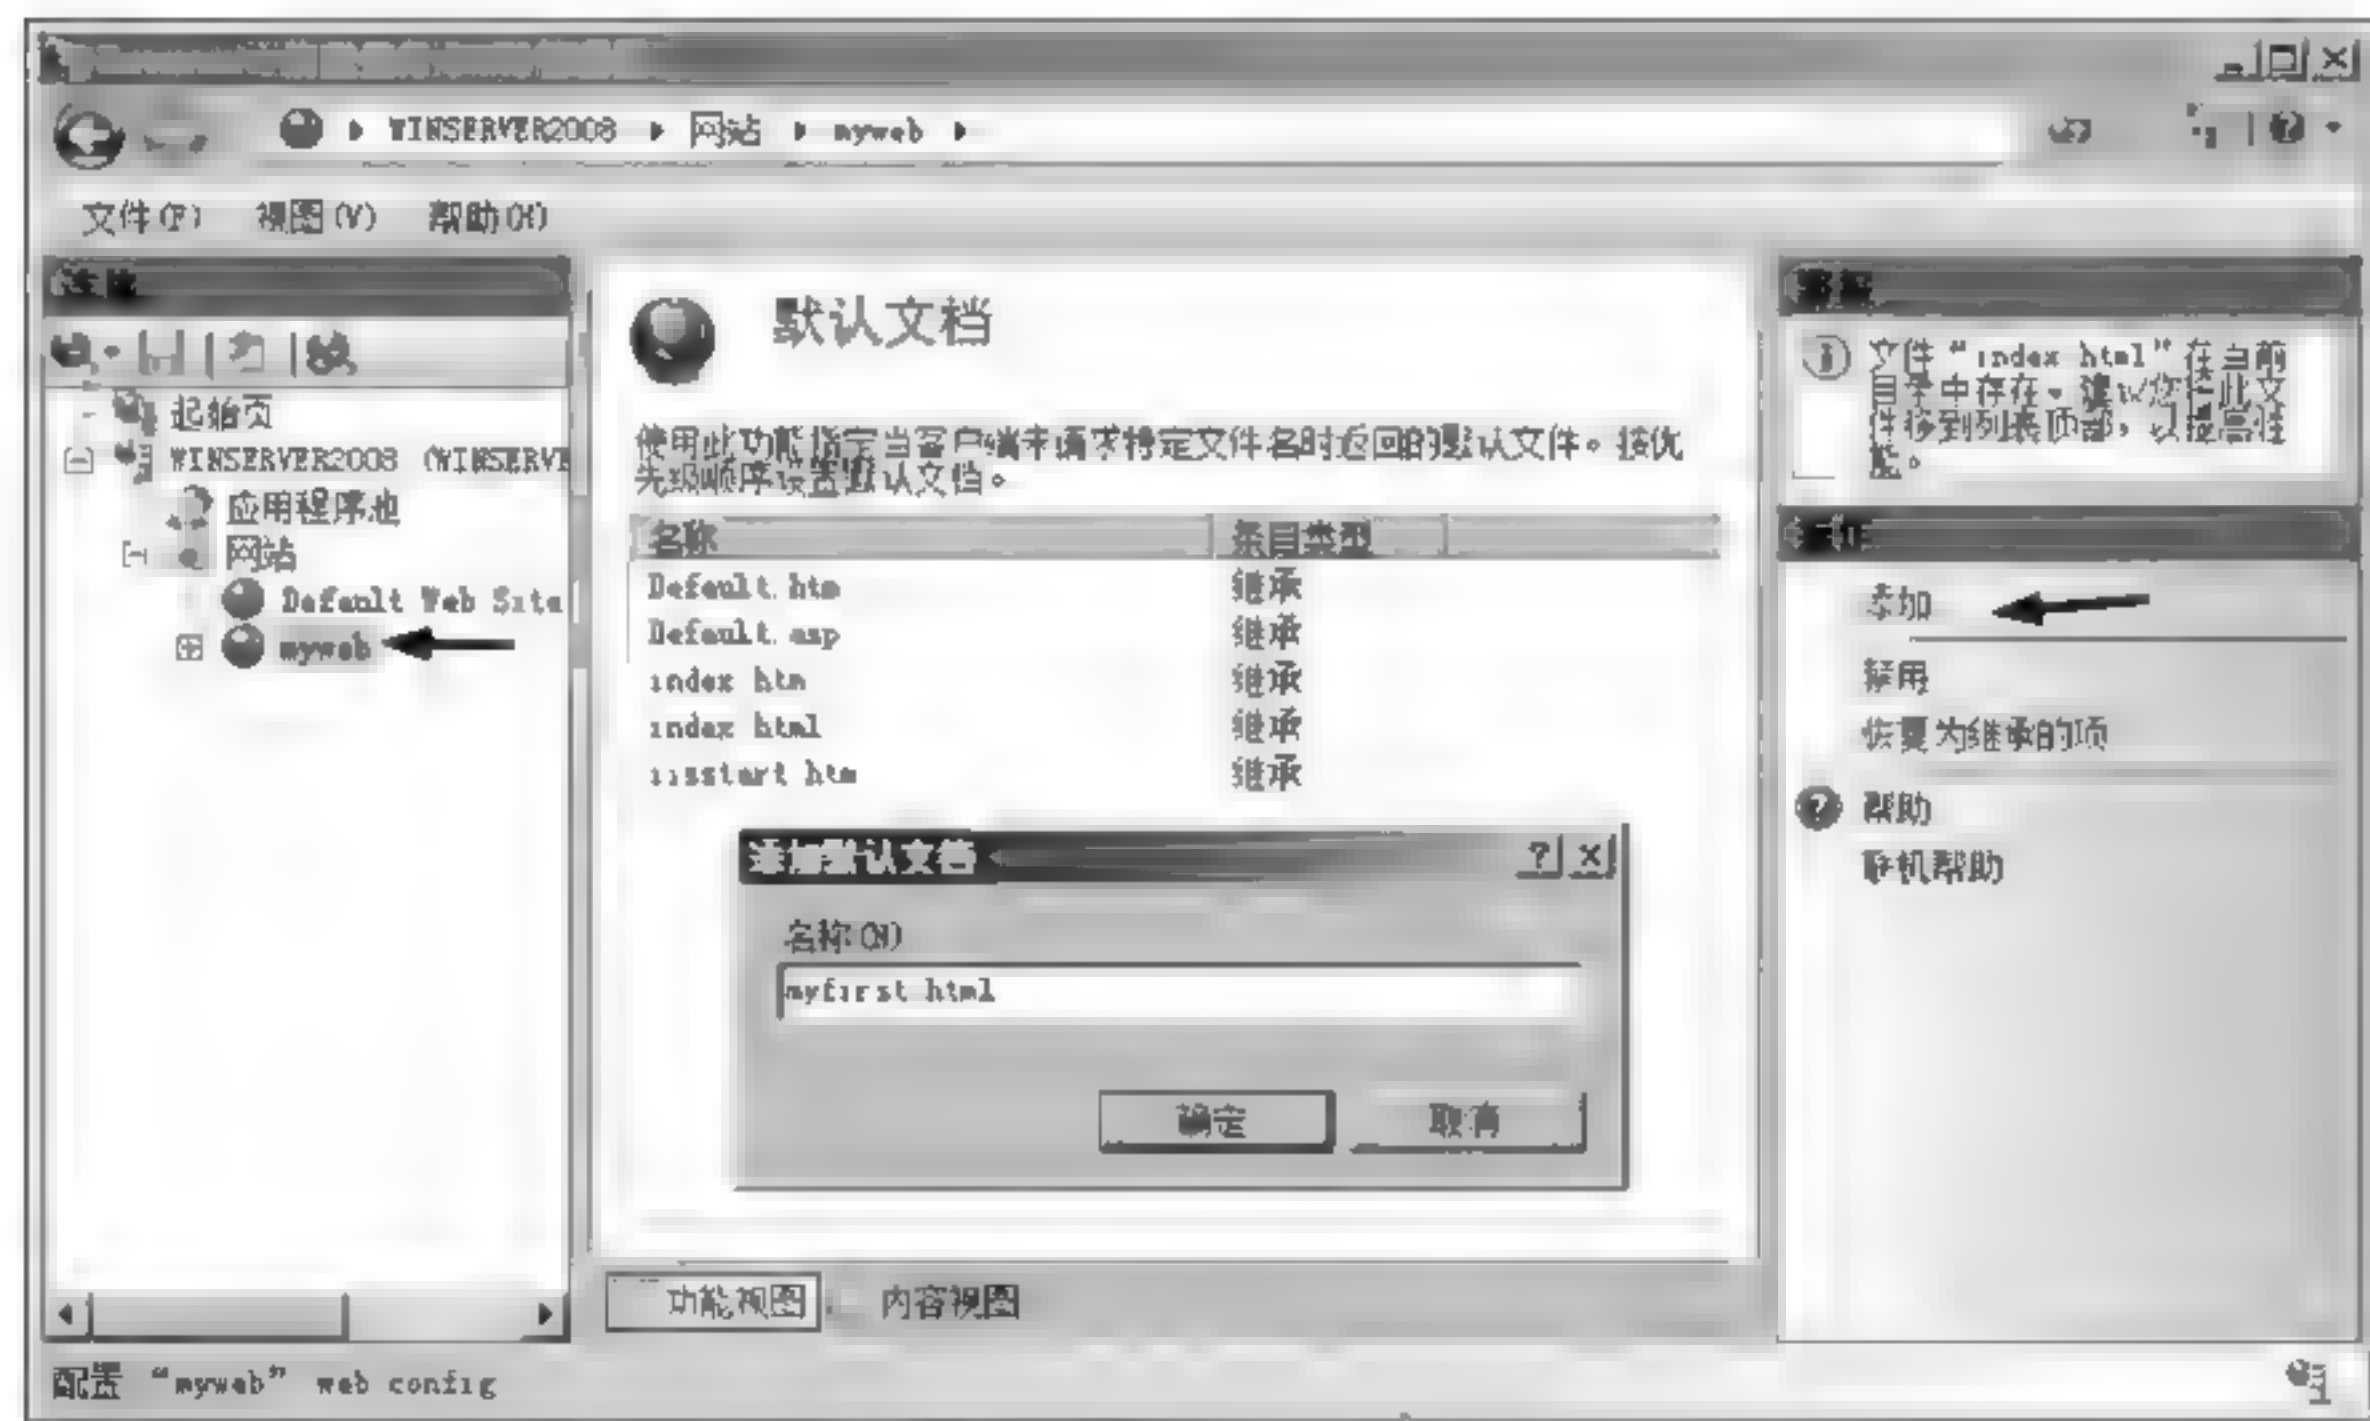 WINSERVER2008 网站 myweb
文件(F) 视图(V) 帮助(H)
起始页
WINSERVER2008 (WINSERVE
应用程序池
网站
Default Web Site
myweb
默认文档
使用此功能指定当客户端未请求特定文件名时返回的默认文件。按优
先级顺序设置默认文档。
名称 条目类型
Default.htm 继承
Default.asp 继承
index htm 继承
index html 继承
iisstart htm 继承
添加默认文档
名称(N)
myfirst html
确定 取消
功能视图 内容视图
文件“index html”在当前
目录中存在。建议您将此文
件移到列表顶部，以提高性
能。
添加
禁用
恢复为继承的项
帮助
联机帮助
配置 “myweb” web config